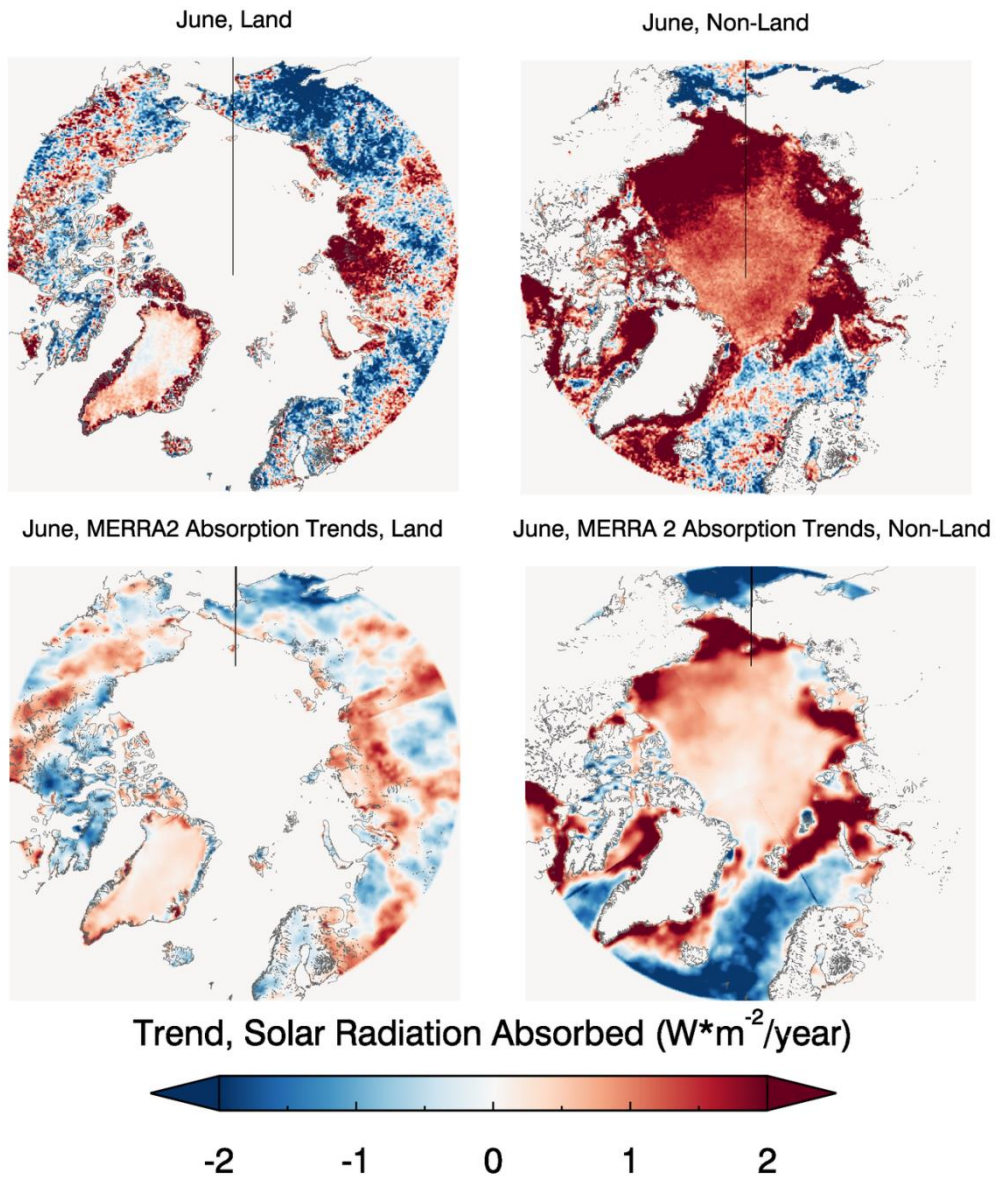 June, Land
June, Non-Land
June, MERRA2 Absorption Trends, Land
June, MERRA 2 Absorption Trends, Non-Land
Trend, Solar Radiation Absorbed (W*m⁻²/year)
-2 -1 0 1 2